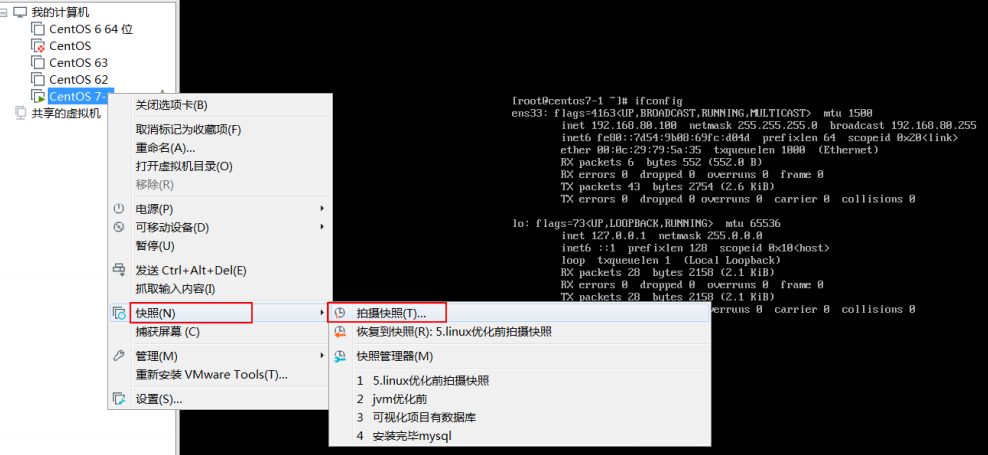 我的计算机
CentOS 6 64 位
CentOS
CentOS 63
CentOS 62
CentOS 7-
共享的虚拟机
关闭选项卡(B)
取消标记为收藏项(F)
重命名(A)...
打开虚拟机目录(O)
移除(R)
电源(P)
可移动设备(D)
暂停(U)
发送 Ctrl+Alt+Del(E)
抓取输入内容(I)
快照(N)
捕获屏幕 (C)
管理(M)
重新安装 VMware Tools(T)...
设置(S)...
拍摄快照(T)...
恢复到快照(R): 5.linux优化前拍摄快照
快照管理器(M)
1 5.linux优化前拍摄快照
2 jvm优化前
3 可视化项目有数据库
4 安装完毕mysql
[root@centos7-1 ~]# ifconfig
ens33: flags=4163<UP,BROADCAST,RUNNING,MULTICAST> mtu 1500
inet 192.168.80.100 netmask 255.255.255.0 broadcast 192.168.80.255
inet6 fe80::7d54:9b08:69fc:d04d prefixlen 64 scopeid 0x20<link>
ether 00:0c:29:79:5a:35 txqueuelen 1000 (Ethernet)
RX packets 6 bytes 552 (552.0 B)
RX errors 0 dropped 0 overruns 0 frame 0
TX packets 43 bytes 2754 (2.6 KiB)
TX errors 0 dropped 0 overruns 0 carrier 0 collisions 0
lo: flags=73<UP,LOOPBACK,RUNNING> mtu 65536
inet 127.0.0.1 netmask 255.0.0.0
inet6 ::1 prefixlen 128 scopeid 0x10<host>
loop txqueuelen 1 (Local Loopback)
RX packets 28 bytes 2158 (2.1 KiB)
RX errors 0 dropped 0 overruns 0 frame 0
TX packets 28 bytes 2158 (2.1 KiB)
0 overruns 0 carrier 0 collisions 0